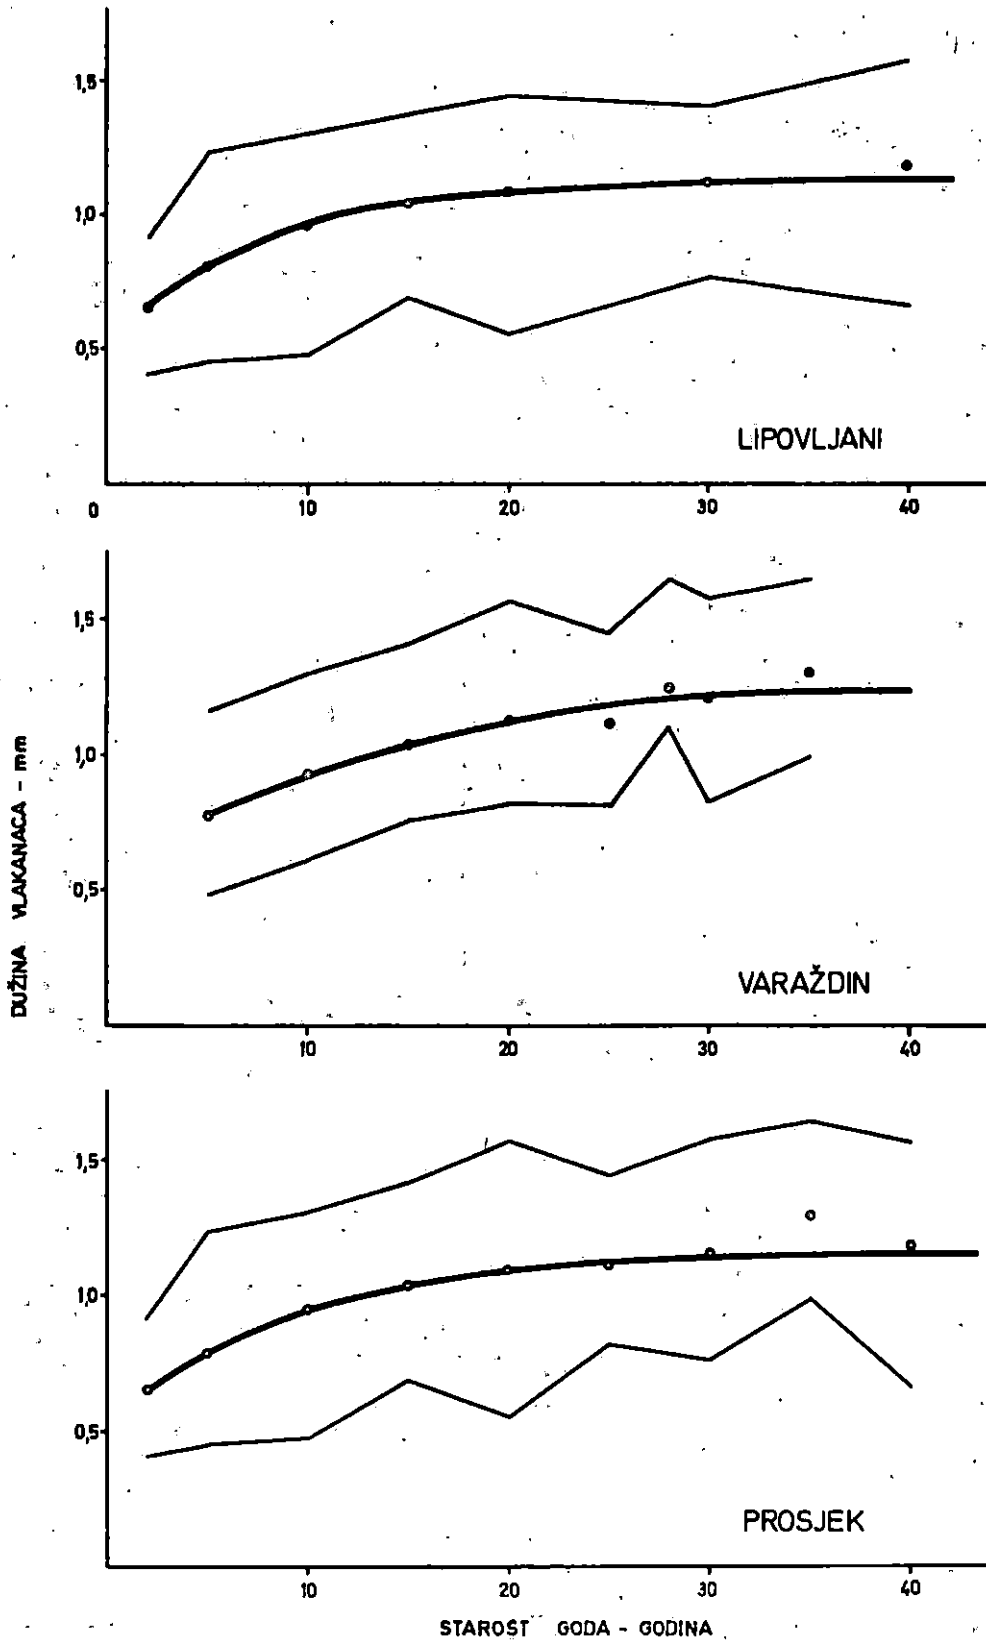 1,5
1,0
0,5
LIPOVLJANI
0 10 20 30 40
1,5
1,0
0,5
VARAŽDIN
10 20 30 40
DUŽINA VLAKANACA - mm
1,5
1,0
0,5
PROSJEK
10 20 30 40
STAROST GODA - GODINA